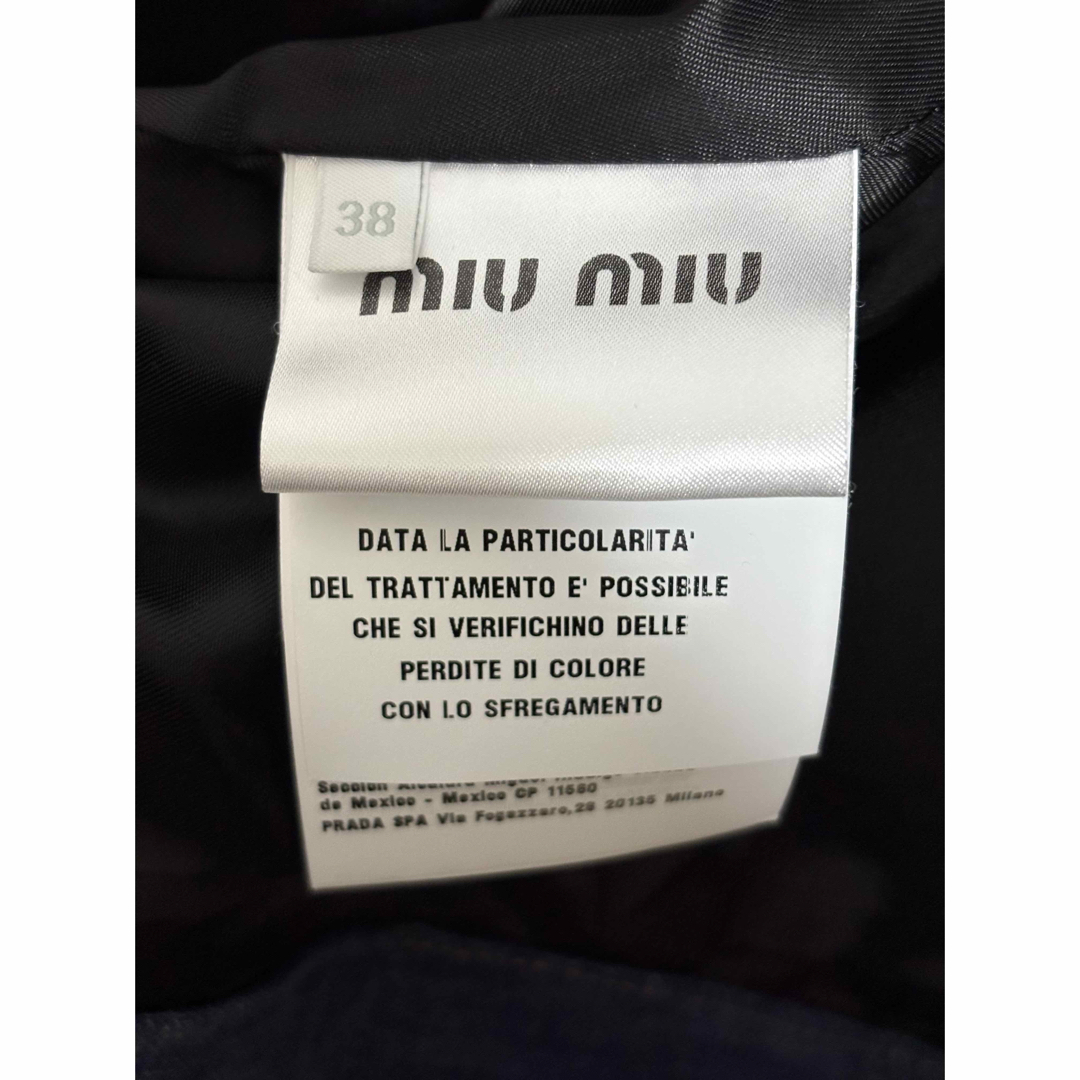 38
miu miu
DATA LA PARTICOLARITA'
DEL TRATTAMENTO E' POSSIBILE
CHE SI VERIFICHINO DELLE
PERDITE DI COLORE
CON LO SFREGAMENTO
de Mexico - Mexico CP 11560
PRADA SPA Via Fogazzaro,28 20135 Milano